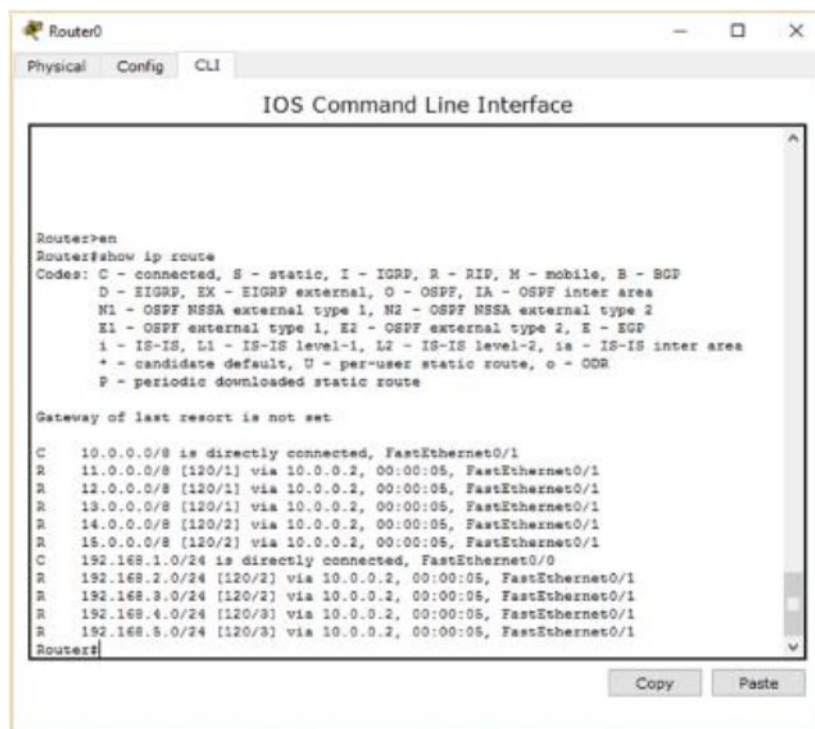 Router0
Physical Config CLI
IOS Command Line Interface
Router>en
Router#show ip route
Codes: C - connected, S - static, I - IGRP, R - RIP, M - mobile, B - BGP
D - EIGRP, EX - EIGRP external, O - OSPF, IA - OSPF inter area
N1 - OSPF NSSA external type 1, N2 - OSPF NSSA external type 2
E1 - OSPF external type 1, E2 - OSPF external type 2, E - EGP
i - IS-IS, L1 - IS-IS level-1, L2 - IS-IS level-2, ia - IS-IS inter area
* - candidate default, U - per-user static route, o - ODR
P - periodic downloaded static route
Gateway of last resort is not set
C 10.0.0.0/8 is directly connected, FastEthernet0/1
R 11.0.0.0/8 [120/1] via 10.0.0.2, 00:00:05, FastEthernet0/1
R 12.0.0.0/8 [120/1] via 10.0.0.2, 00:00:05, FastEthernet0/1
R 13.0.0.0/8 [120/1] via 10.0.0.2, 00:00:05, FastEthernet0/1
R 14.0.0.0/8 [120/2] via 10.0.0.2, 00:00:05, FastEthernet0/1
R 15.0.0.0/8 [120/2] via 10.0.0.2, 00:00:05, FastEthernet0/1
C 192.168.1.0/24 is directly connected, FastEthernet0/0
R 192.168.2.0/24 [120/2] via 10.0.0.2, 00:00:05, FastEthernet0/1
R 192.168.3.0/24 [120/2] via 10.0.0.2, 00:00:05, FastEthernet0/1
R 192.168.4.0/24 [120/3] via 10.0.0.2, 00:00:05, FastEthernet0/1
R 192.168.5.0/24 [120/3] via 10.0.0.2, 00:00:05, FastEthernet0/1
Router#
Copy Paste